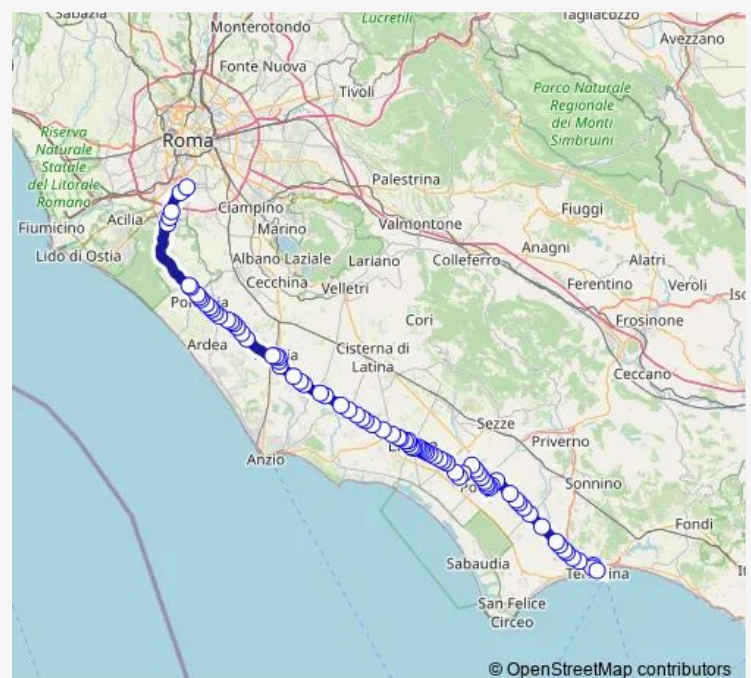 Sabazia
Monterotondo
Lucretili
Tagliacozzo
Avezzano
Fonte Nuova
Tivoli
Parco Naturale
Regionale
dei Monti
Simbruini
Riserva
Naturale
Statale
del Litorale
Romano
Roma
Palestrina
Fiuggi
Fiumicino
Acilia
Ciampino
Marino
Valmontone
Anagni
Alatri
Lido di Ostia
Albano Laziale
Lariano
Colleferro
Ferentino
Veroli
Cecchina
Velletri
Frosinone
Cori
Ardea
Cisterna di
Latina
Ceccano
Sezze
Priverno
Anzio
Sonnino
Fondi
Sabaudia
San Felice
Circeo
© OpenStreetMap contributors